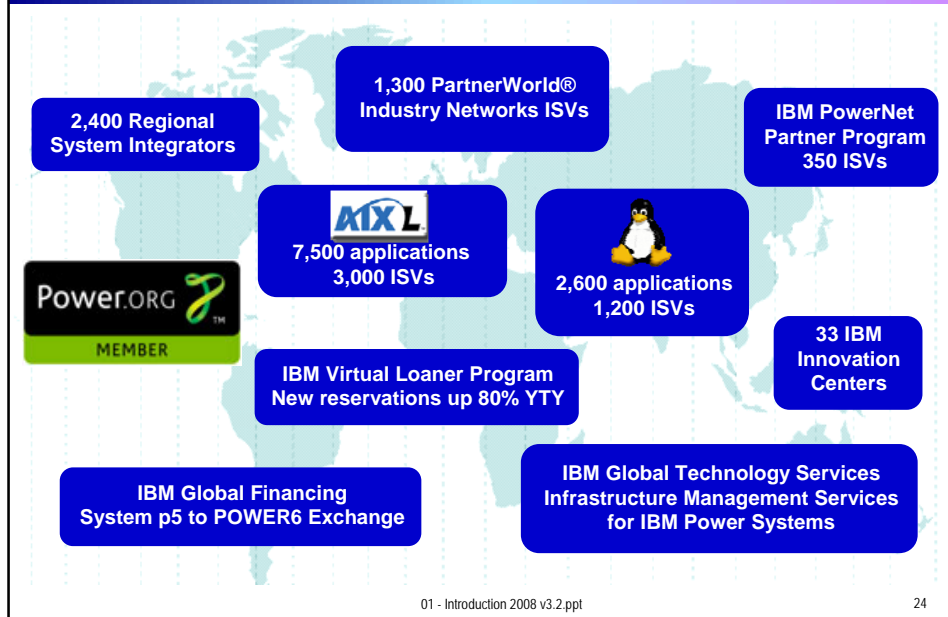 1,300 PartnerWorld®
Industry Networks ISVs
2,400 Regional
System Integrators
IBM PowerNet
Partner Program
350 ISVs
AIX L
7,500 applications
3,000 ISVs
2,600 applications
1,200 ISVs
Power.ORG
TM
MEMBER
33 IBM
Innovation
Centers
IBM Virtual Loaner Program
New reservations up 80% YTY
IBM Global Financing
System p5 to POWER6 Exchange
IBM Global Technology Services
Infrastructure Management Services
for IBM Power Systems
01 - Introduction 2008 v3.2.ppt
24